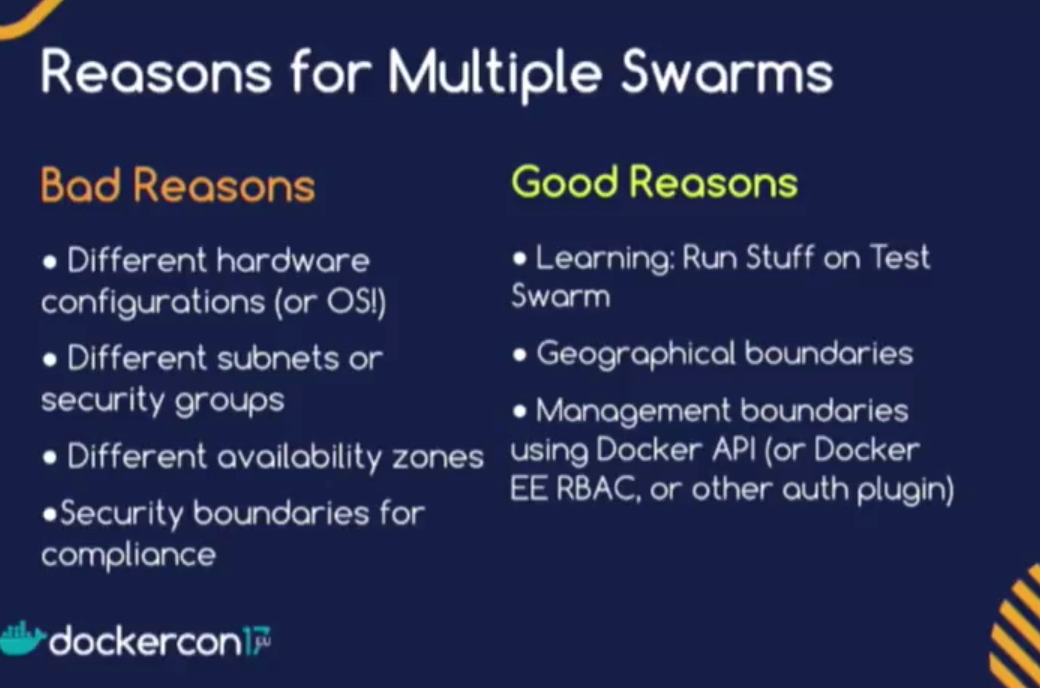 Reasons for Multiple Swarms
Bad Reasons
• Different hardware
configurations (or OS!)
• Different subnets or
security groups
• Different availability zones
•Security boundaries for
compliance
Good Reasons
• Learning: Run Stuff on Test
Swarm
• Geographical boundaries
• Management boundaries
using Docker API (or Docker
EE RBAC, or other auth plugin)
dockercon17 EU